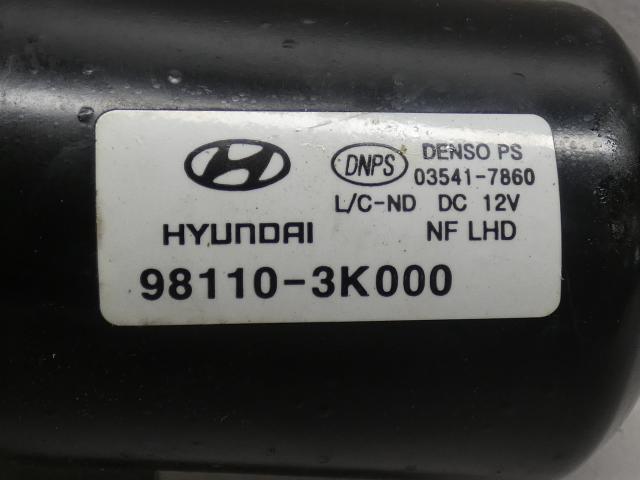 DNPS DENSO PS
03541-7860
L/C-ND DC 12V
HYUNDAI NF LHD
98110-3K000